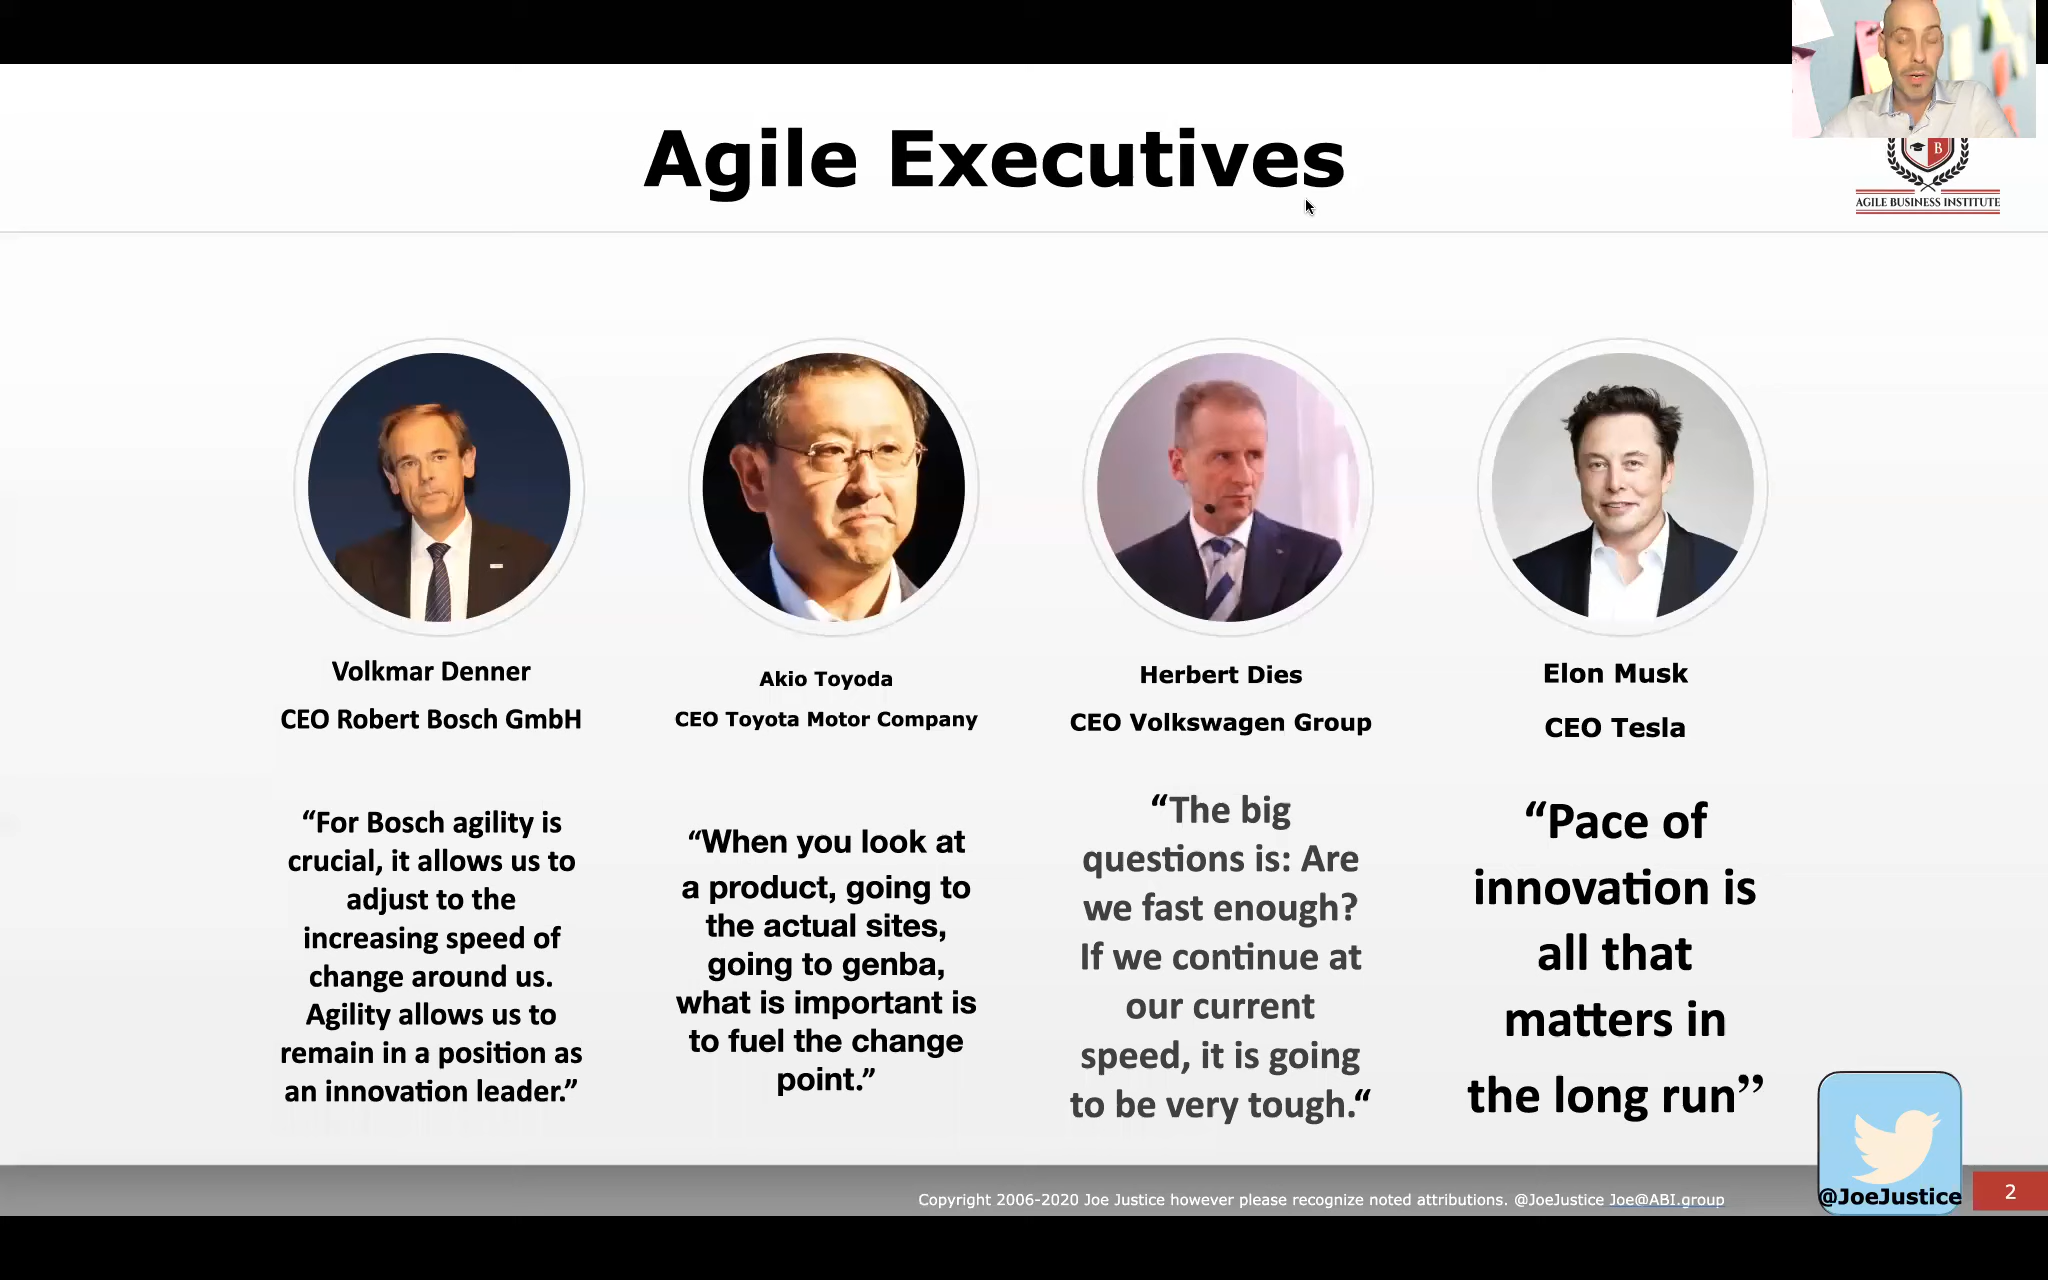 Agile Executives
B
AGILE BUSINESS INSTITUTE
Volkmar Denner
CEO Robert Bosch GmbH
“For Bosch agility is
crucial, it allows us to
adjust to the
increasing speed of
change around us.
Agility allows us to
remain in a position as
an innovation leader.”
Akio Toyoda
CEO Toyota Motor Company
“When you look at
a product, going to
the actual sites,
going to genba,
what is important is
to fuel the change
point.”
Herbert Dies
CEO Volkswagen Group
“The big
questions is: Are
we fast enough?
If we continue at
our current
speed, it is going
to be very tough.“
Elon Musk
CEO Tesla
“Pace of
innovation is
all that
matters in
the long run”
Copyright 2006-2020 Joe Justice however please recognize noted attributions. @JoeJustice Joe@ABI.group
@JoeJustice
2